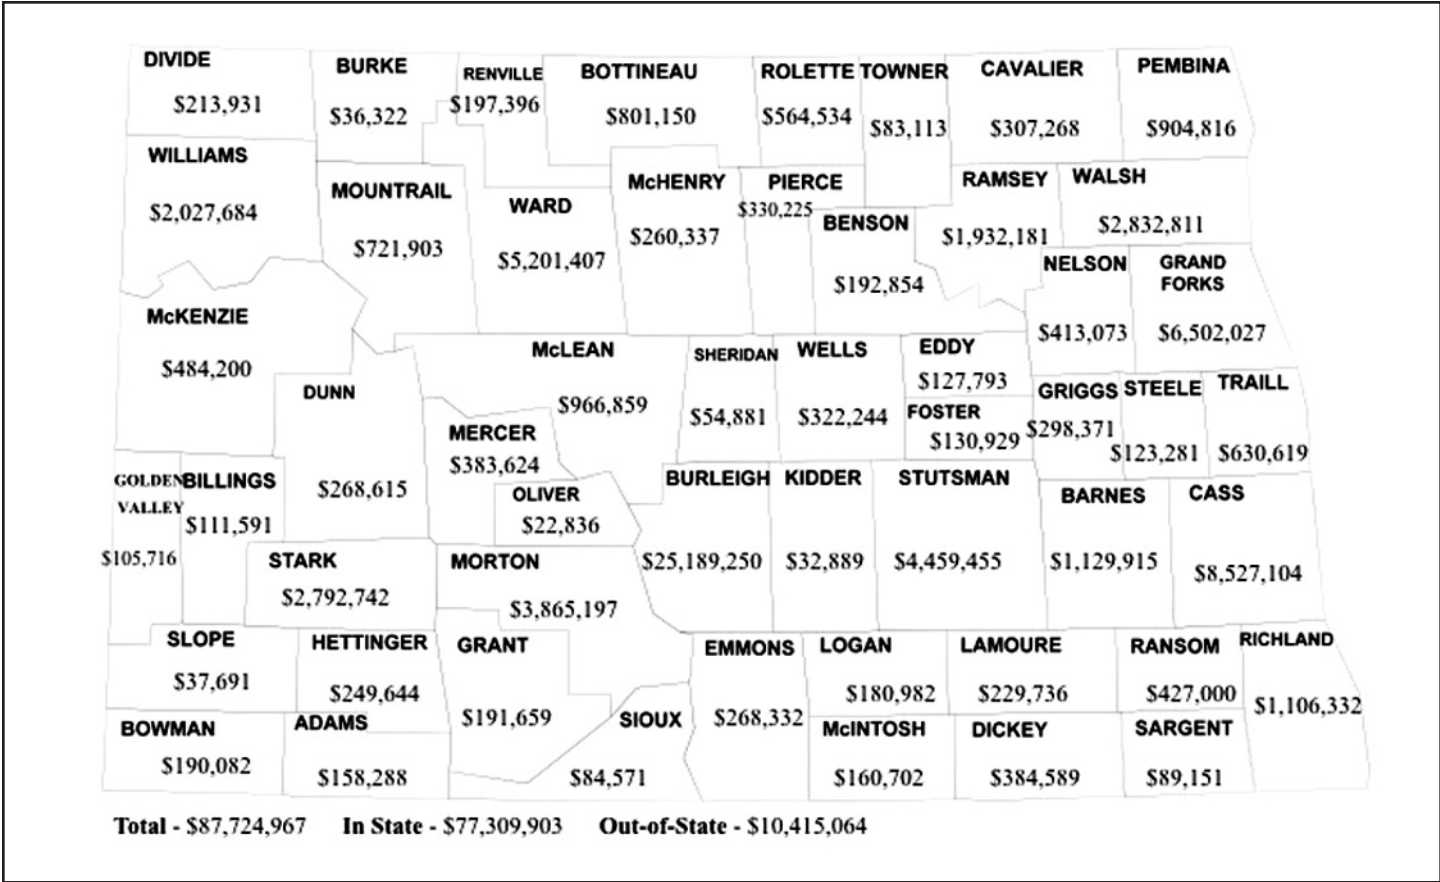 DIVIDE
$213,931
BURKE
$36,322
RENVILLE
$197,396
BOTTINEAU
$801,150
ROLETTE
$564,534
TOWNER
$83,113
CAVALIER
$307,268
PEMBINA
$904,816
WILLIAMS
$2,027,684
MOUNTRAIL
$721,903
WARD
$5,201,407
McHENRY
$260,337
PIERCE
$330,225
BENSON
$192,854
RAMSEY
$1,932,181
WALSH
$2,832,811
NELSON
$413,073
GRAND
FORKS
$6,502,027
McKENZIE
$484,200
DUNN
$268,615
McLEAN
$966,859
MERCER
$383,624
OLIVER
$22,836
SHERIDAN
$54,881
WELLS
$322,244
EDDY
$127,793
FOSTER
$130,929
GRIGGS
$298,371
STEELE
$123,281
TRAILL
$630,619
GOLDEN
VALLEY
$105,716
BILLINGS
$111,591
STARK
$2,792,742
MORTON
$3,865,197
BURLEIGH
$25,189,250
KIDDER
$32,889
STUTSMAN
$4,459,455
BARNES
$1,129,915
CASS
$8,527,104
SLOPE
$37,691
HETTINGER
$249,644
GRANT
$191,659
SIOUX
$84,571
EMMONS
$268,332
LOGAN
$180,982
LAMOURE
$229,736
RANSOM
$427,000
RICHLAND
$1,106,332
BOWMAN
$190,082
ADAMS
$158,288
McINTOSH
$160,702
DICKEY
$384,589
SARGENT
$89,151
Total - $87,724,967 In State - $77,309,903 Out-of-State - $10,415,064